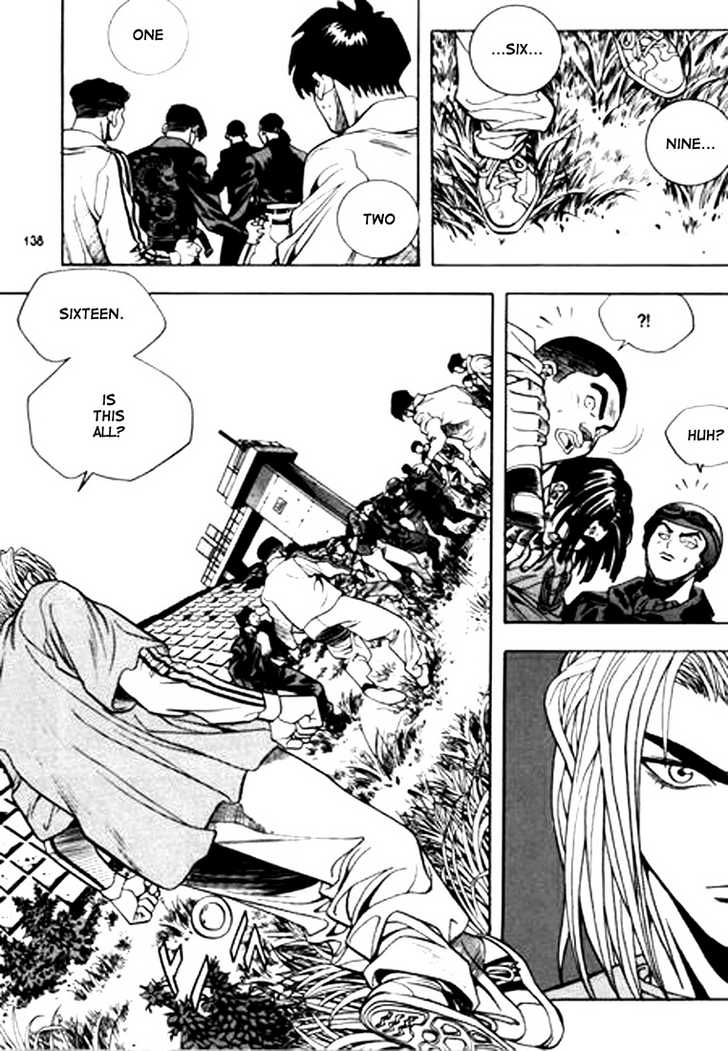 ONE
TWO
...SIX...
NINE...
138
SIXTEEN.
IS
THIS
ALL?
?!
HUH?